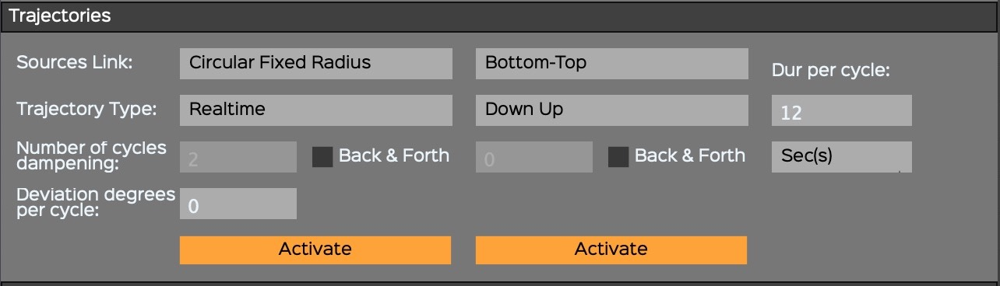 Trajectories
Sources Link: Circular Fixed Radius Bottom-Top
Dur per cycle:
Trajectory Type: Realtime Down Up 12
Number of cycles
dampening: 2 Back & Forth 0 Back & Forth Sec(s)
Deviation degrees
per cycle: 0
Activate Activate